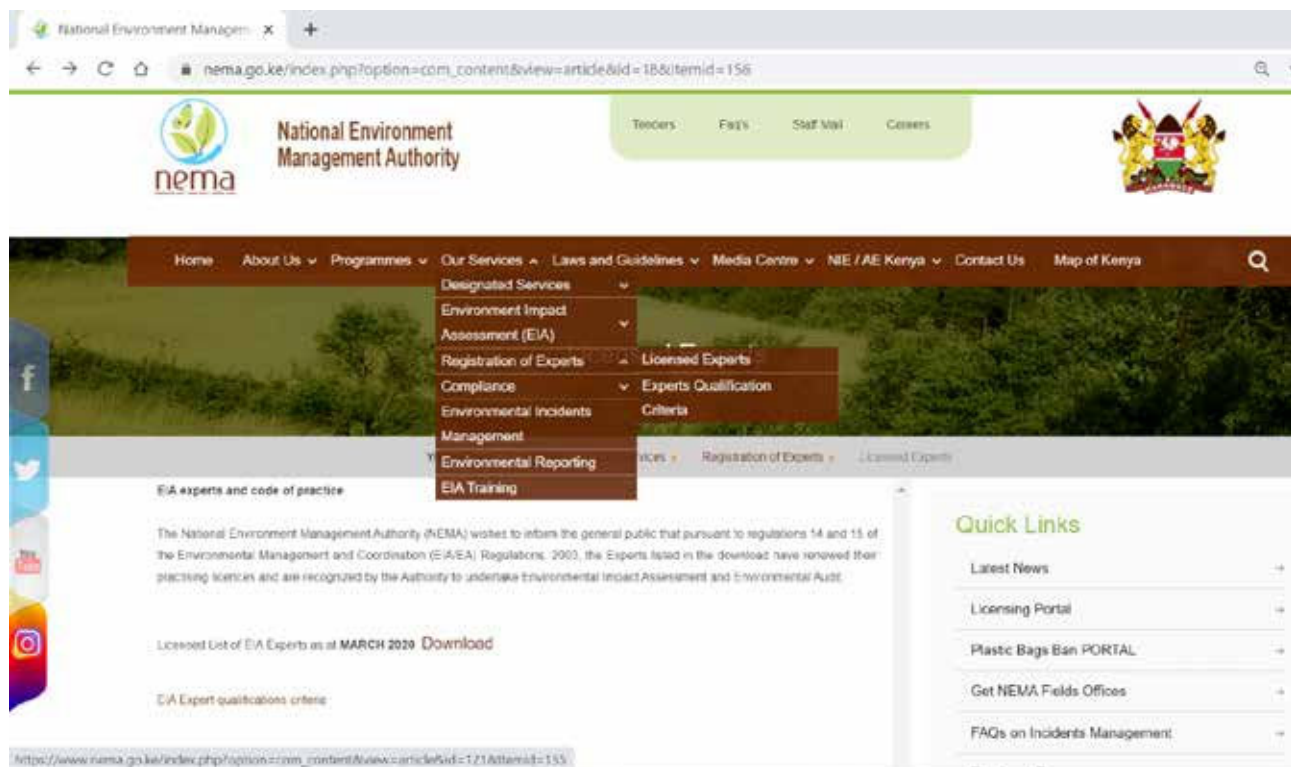 National Environment Managem
nema.go.ke/index.php?option=com_content&view=article&id=18&Itemid=156
nema
National Environment
Management Authority
Tenders Faq's Staff Mail Careers
Home About Us Programmes Our Services Laws and Guidelines Media Centre NIE / AE Kenya Contact Us Map of Kenya
Designated Services
Environment Impact
Assessment (EIA)
Registration of Experts
Licensed Experts
Compliance
Experts Qualification
Criteria
Environmental Incidents
Management
Environmental Reporting
EIA Training
Registration of Experts Licensed Experts
EIA experts and code of practice
The National Environment Management Authority (NEMA) wishes to inform the general public that pursuant to regulations 14 and 15 of
the Environmental Management and Coordination (EIA/EA) Regulations, 2003, the Experts listed in the download have renewed their
practising licences and are recognized by the Authority to undertake Environmental Impact Assessment and Environmental Audit.
Licensed List of EIA Experts as at MARCH 2020 Download
EIA Expert qualifications criteria
Quick Links
Latest News
Licensing Portal
Plastic Bags Ban PORTAL
Get NEMA Fields Offices
FAQs on Incidents Management
https://www.nema.go.ke/index.php?option=com_content&view=article&id=121&Itemid=155